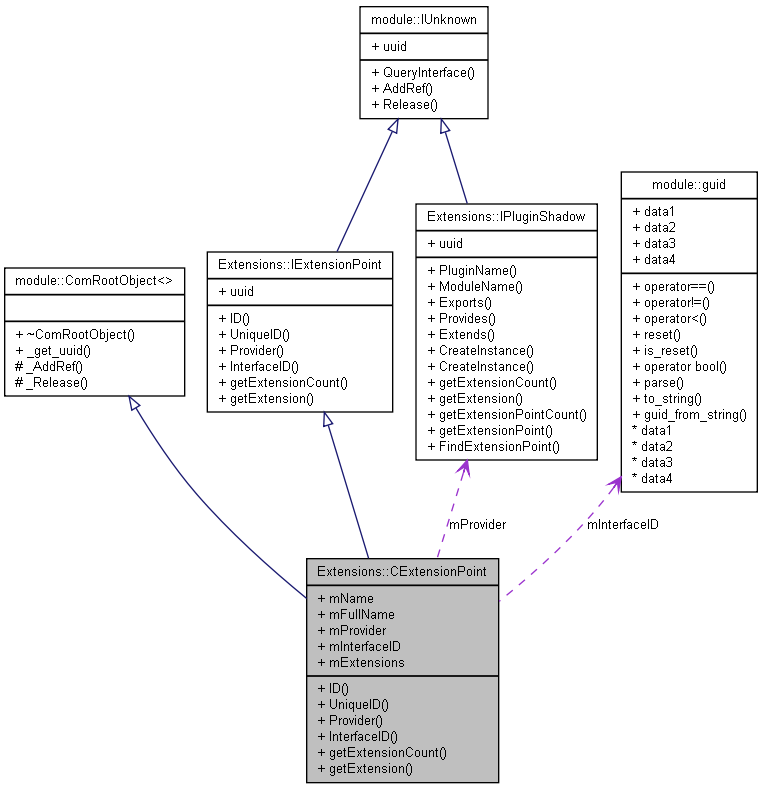 module::IUnknown
+ uuid
+ QueryInterface()
+ AddRef()
+ Release()
module::ComRootObject<>
+ ~ComRootObject()
+ _get_uuid()
# _AddRef()
# _Release()
Extensions::IExtensionPoint
+ uuid
+ ID()
+ UniqueID()
+ Provider()
+ InterfaceID()
+ getExtensionCount()
+ getExtension()
Extensions::IPluginShadow
+ uuid
+ PluginName()
+ ModuleName()
+ Exports()
+ Provides()
+ Extends()
+ CreateInstance()
+ CreateInstance()
+ getExtensionCount()
+ getExtension()
+ getExtensionPointCount()
+ getExtensionPoint()
+ FindExtensionPoint()
module::guid
+ data1
+ data2
+ data3
+ data4
+ operator==()
+ operator!=()
+ operator<()
+ reset()
+ is_reset()
+ operator bool()
+ parse()
+ to_string()
+ guid_from_string()
* data1
* data2
* data3
* data4
mProvider
mInterfaceID
Extensions::CExtensionPoint
+ mName
+ mFullName
+ mProvider
+ mInterfaceID
+ mExtensions
+ ID()
+ UniqueID()
+ Provider()
+ InterfaceID()
+ getExtensionCount()
+ getExtension()